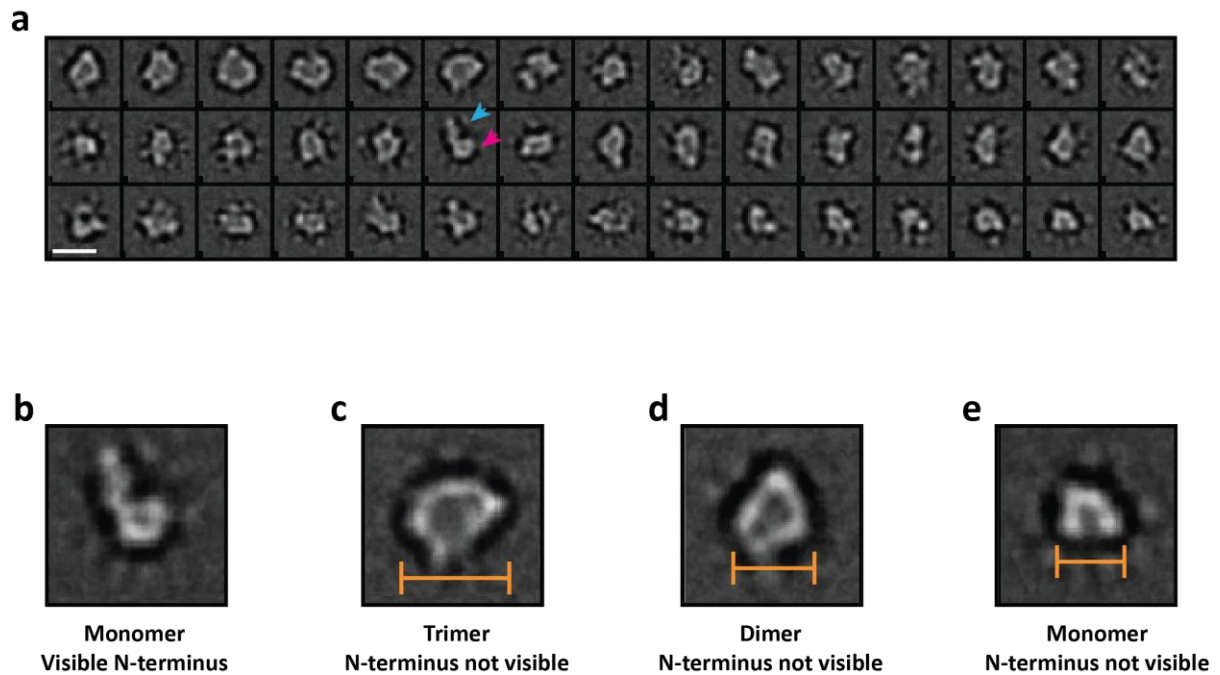 a
b
c
d
e
Monomer
Visible N-terminus
Trimer
N-terminus not visible
Dimer
N-terminus not visible
Monomer
N-terminus not visible